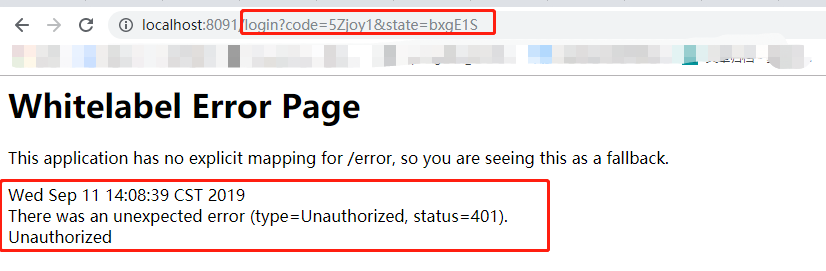 localhost:8091/login?code=5Zjoy1&state=bxgE1S
Whitelabel Error Page
This application has no explicit mapping for /error, so you are seeing this as a fallback.
Wed Sep 11 14:08:39 CST 2019
There was an unexpected error (type=Unauthorized, status=401).
Unauthorized